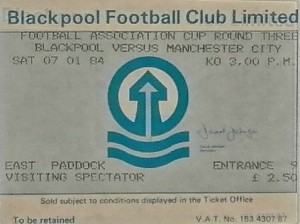 Blackpool Football Club Limited
FOOTBALL ASSOCIATION CUP ROUND THREE
BLACKPOOL VERSUS MANCHESTER CITY
SAT 07 01 84 KO 3.00 P.M.
EAST PADDOCK ENTRANCE 9
VISITING SPECTATOR £ 2.50
Sold subject to conditions displayed in the Ticket Office
To be retained V.A.T. No. 153 4307 87